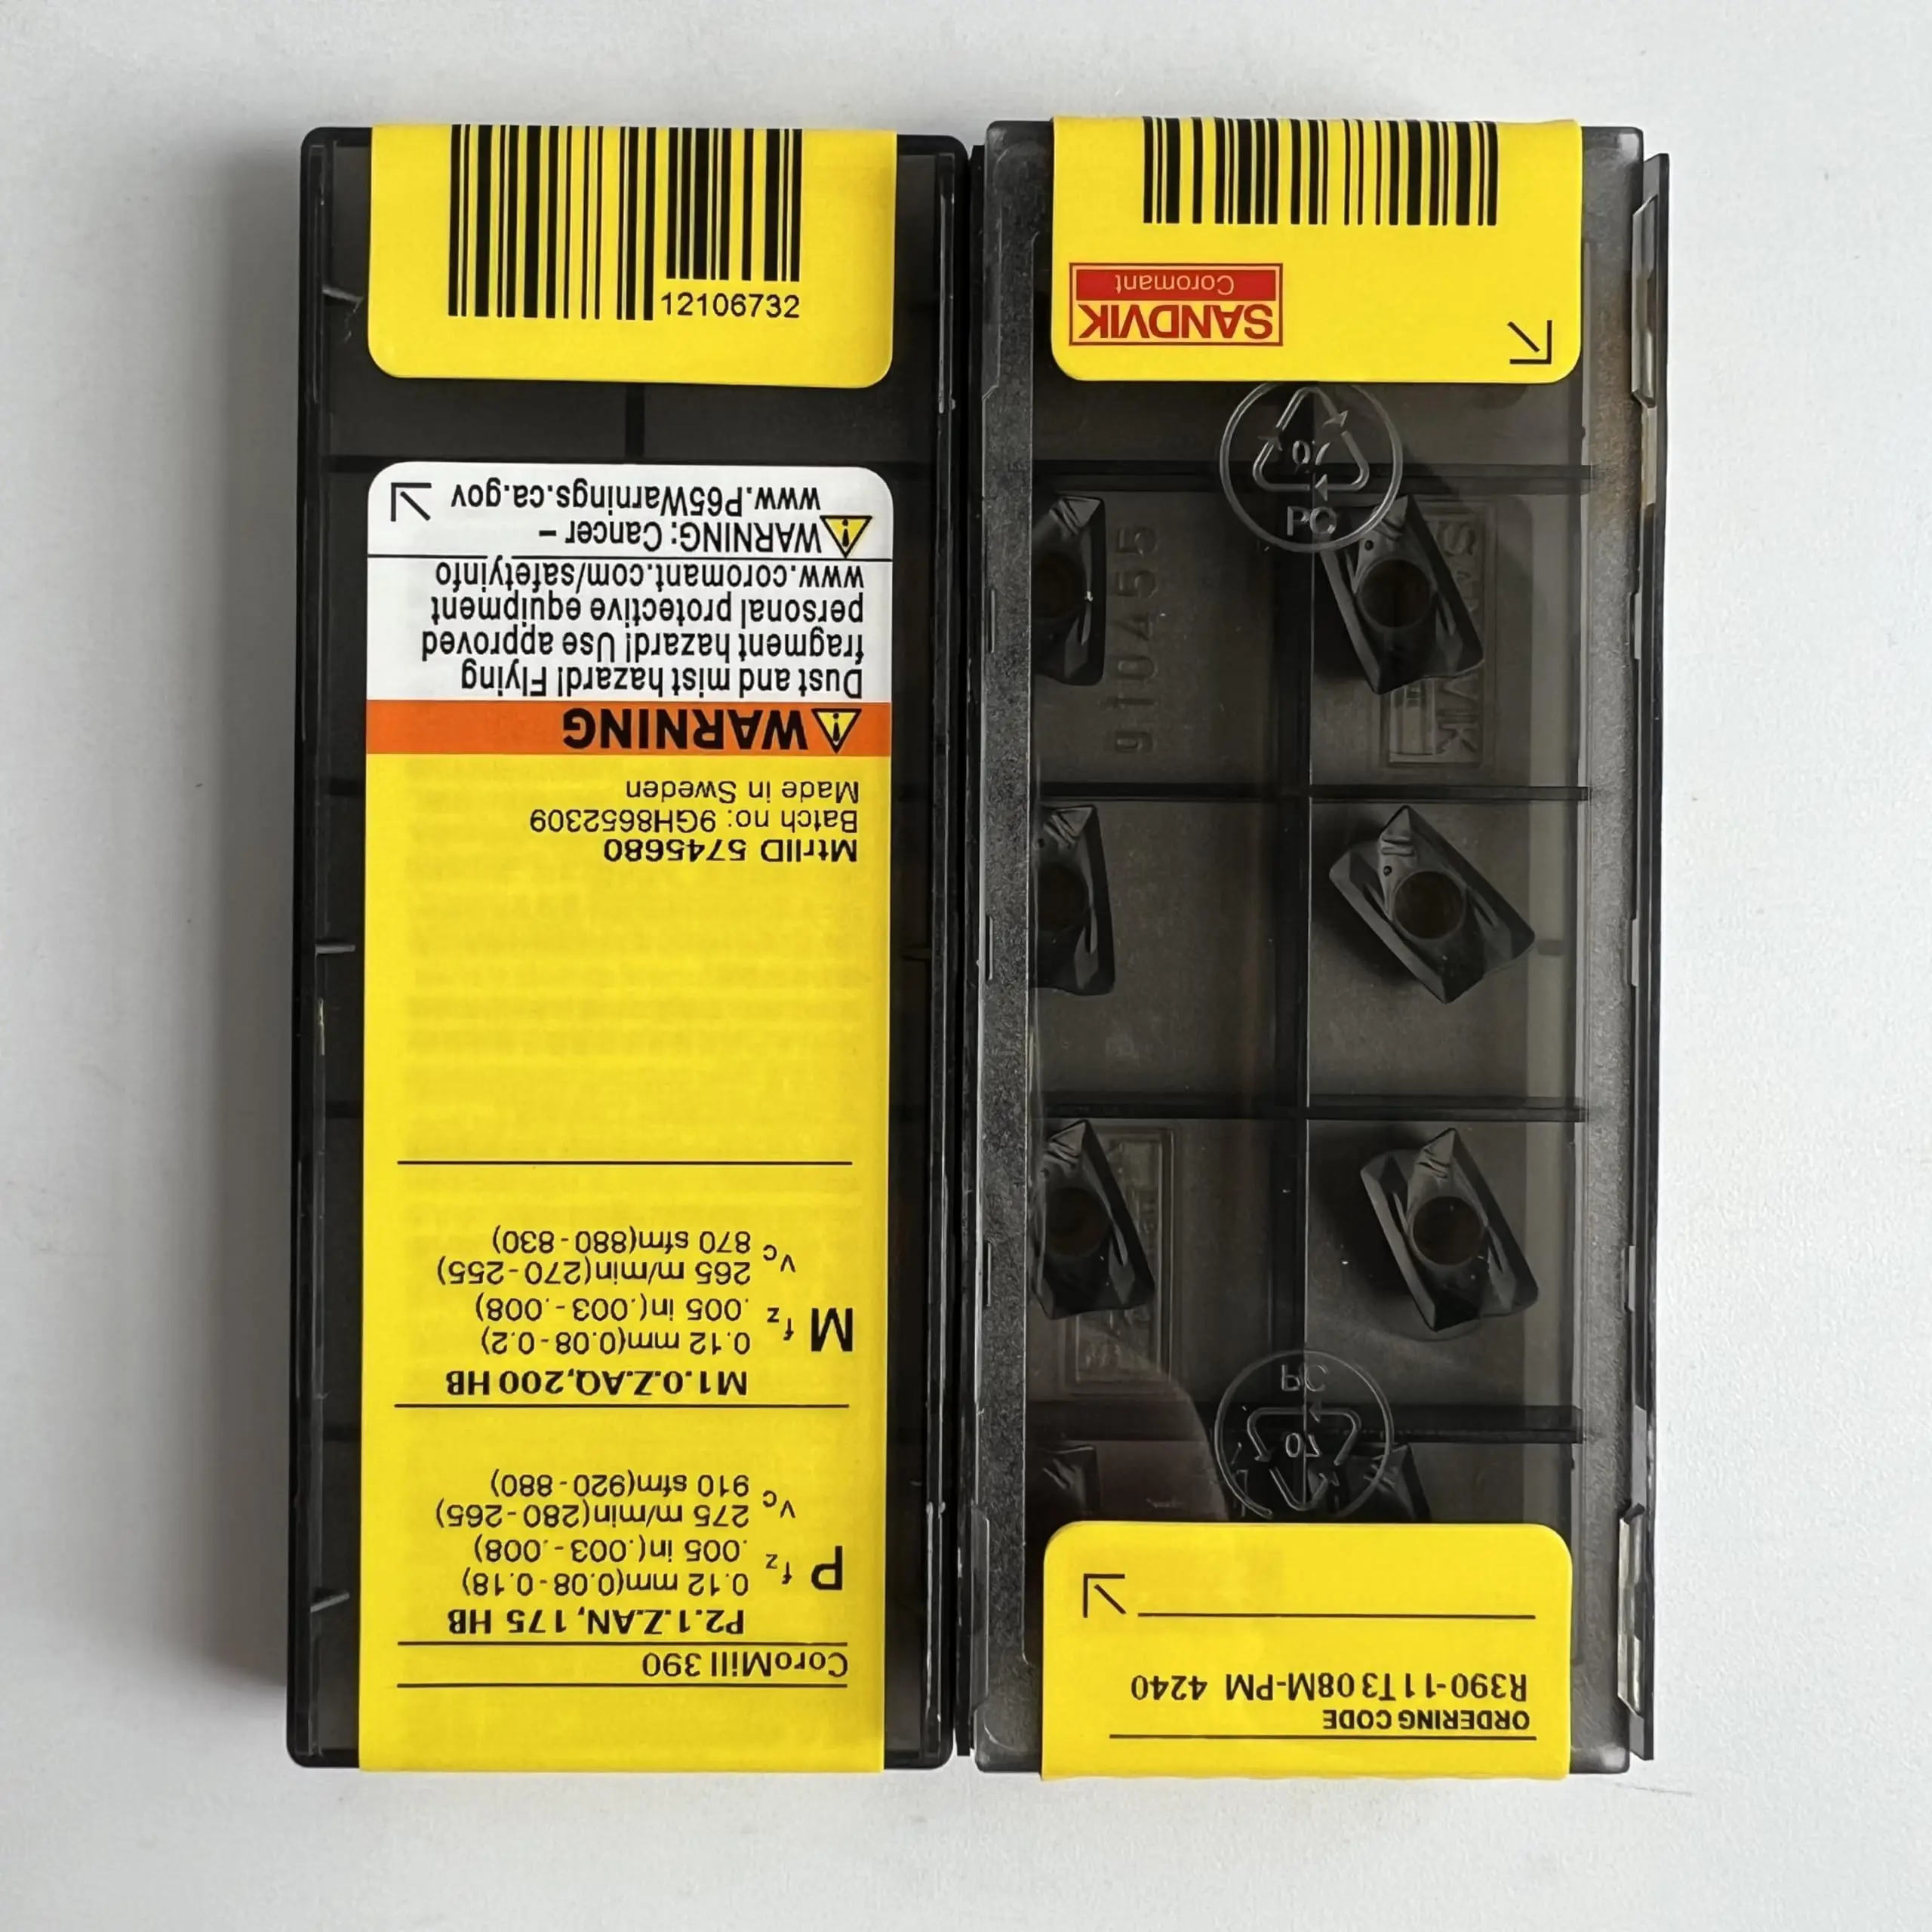 12106732
www.P65Warnings.ca.gov
WARNING: Cancer –
www.coromant.com/safetyinfo
personal protective equipment
fragment hazard! Use approved
Dust and mist hazard! Flying
WARNING
Made in Sweden
Batch no: 9GH8652309
MtrlID 5745680
870 sfm(880-830)
vc 265 m/min(270-255)
.005 in(.003-.008)
M fz 0.12 mm(0.08-0.2)
M1.0.Z.AQ,200 HB
910 sfm(920-880)
vc 275 m/min(280-265)
.005 in(.003-.008)
P fz 0.12 mm(0.08-0.18)
P2.1.Z.AN, 175 HB
CoroMill 390
SANDVIK
Coromant
07
PC
910455
SANDVIK
PC
07
ORDERING CODE
R390-11 T3 08M-PM 4240